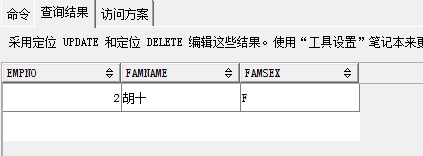 命令 查询结果 访问方案
采用定位 UPDATE 和定位 DELETE 编辑这些结果。使用“工具设置”笔记本来
EMPNO FAMNAME FAMSEX
2 胡十 F